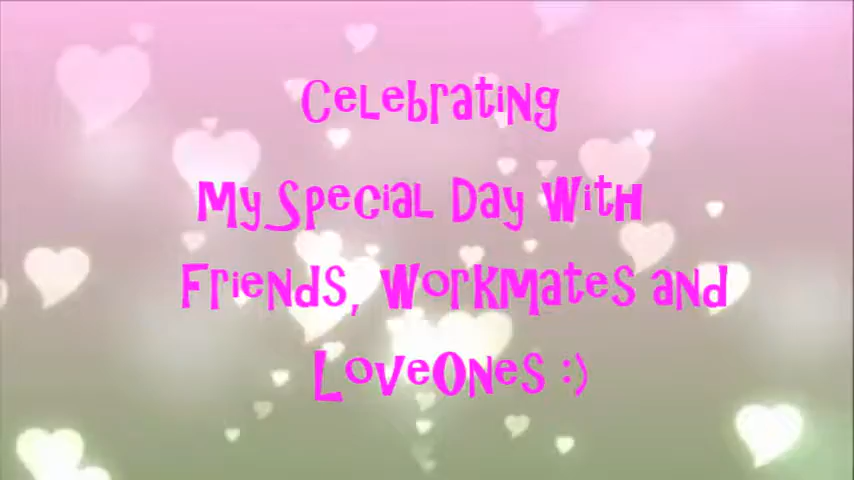 Celebrating
My Special Day With
Friends, Workmates and
LoveOnes :)